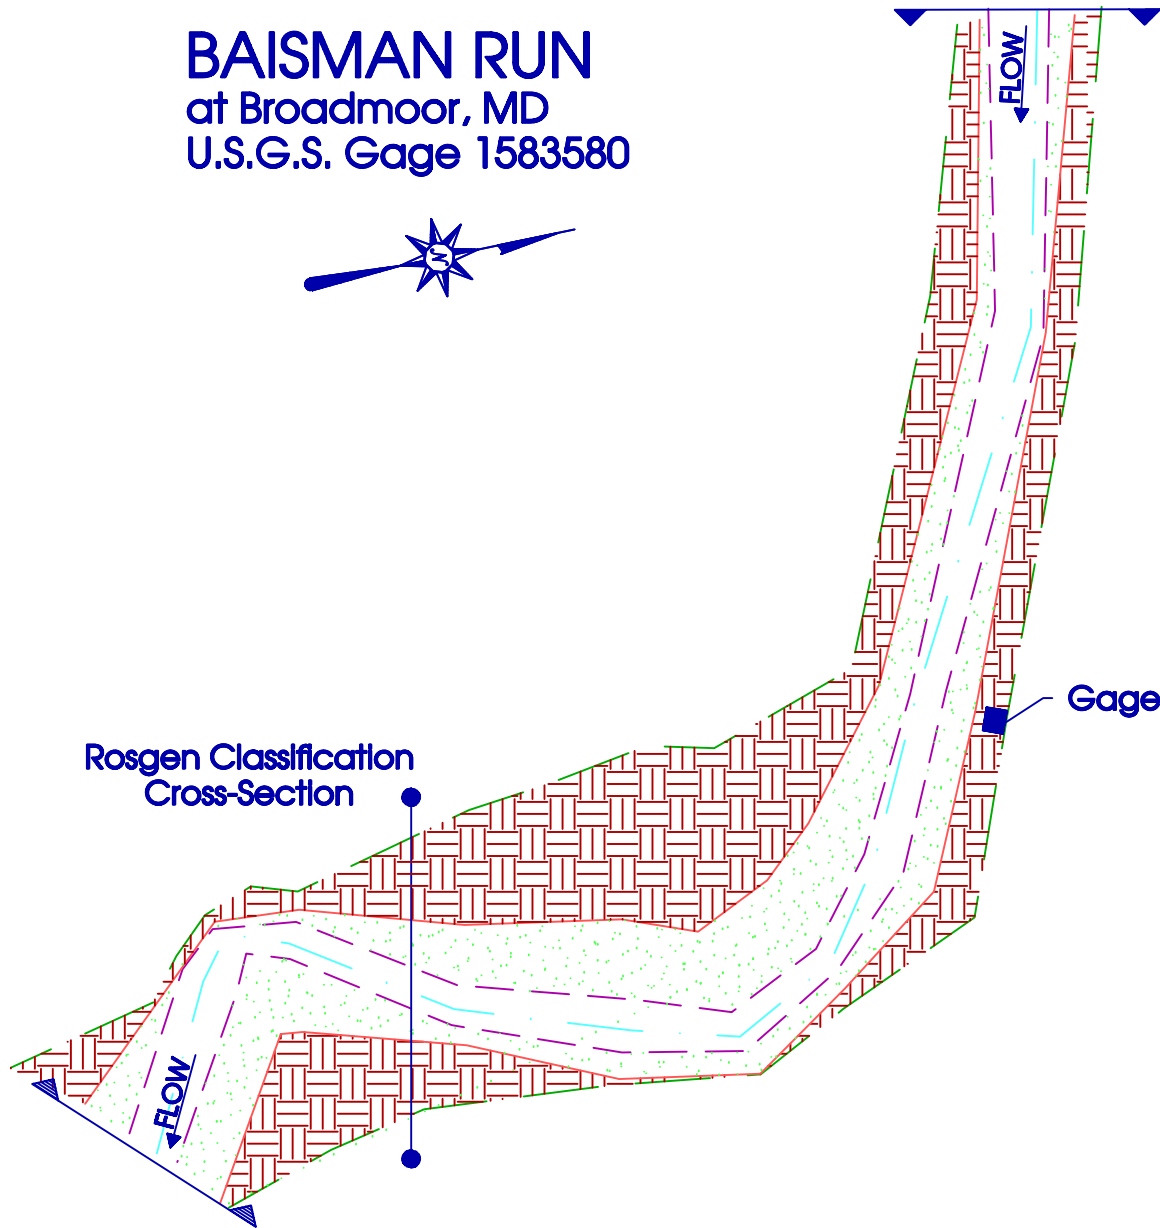 BAISMAN RUN
at Broadmoor, MD
U.S.G.S. Gage 1583580
FLOW
N
Gage
Rosgen Classification
Cross-Section
FLOW